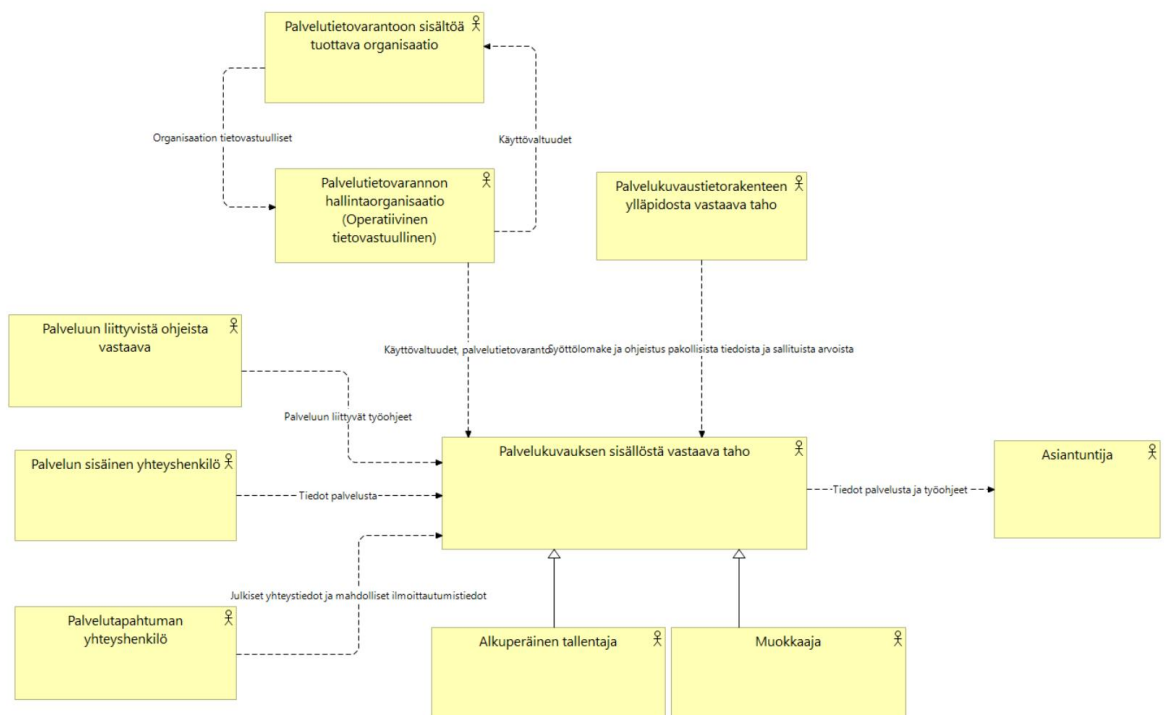 Palvelutietovarantoon sisältöä
tuottava organisaatio
Organisaation tietovastuulliset
Käyttövaltuudet
Palvelutietovarannon
hallintaorganisaatio
(Operatiivinen
tietovastuullinen)
Palvelukuvaustietorakenteen
ylläpidosta vastaava taho
Palveluun liittyvistä ohjeista
vastaava
Käyttövaltuudet, palvelutietovaranto
Syöttölomake ja ohjeistus pakollisista tiedoista ja sallituista arvoista
Palveluun liittyvät työohjeet
Palvelun sisäinen yhteyshenkilö
Palvelukuvauksen sisällöstä vastaava taho
Asiantuntija
Tiedot palvelusta
Tiedot palvelusta ja työohjeet
Julkiset yhteystiedot ja mahdolliset ilmoittautumistiedot
Palvelutapahtuman
yhteyshenkilö
Alkuperäinen tallentaja
Muokkaaja